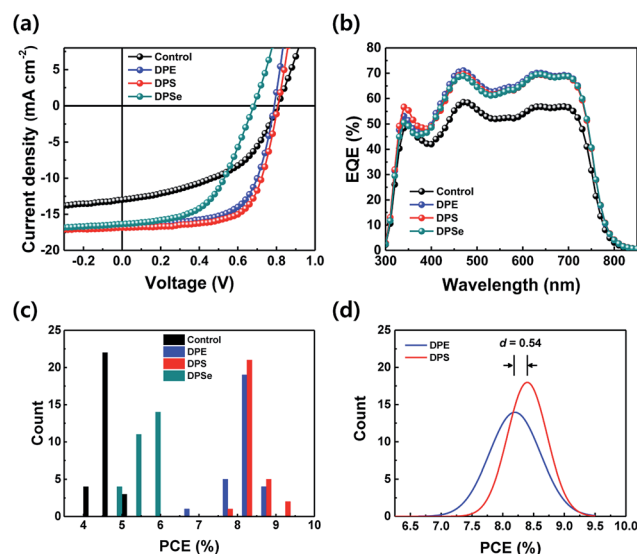 (a)
10
5
0
-5
-10
-15
-20
-0.2 0.0 0.2 0.4 0.6 0.8 1.0
Current density (mA cm-2)
Voltage (V)
Control
DPE
DPS
DPSe
(b)
80
70
60
50
40
30
20
10
0
300 400 500 600 700 800
EQE (%)
Wavelength (nm)
Control
DPE
DPS
DPSe
(c)
25
20
15
10
5
0
4 5 6 7 8 9 10
Count
PCE (%)
Control
DPE
DPS
DPSe
(d)
25
20
15
10
5
0
6.5 7.0 7.5 8.0 8.5 9.0 9.5 10.0
Count
PCE (%)
DPE
DPS
d = 0.54